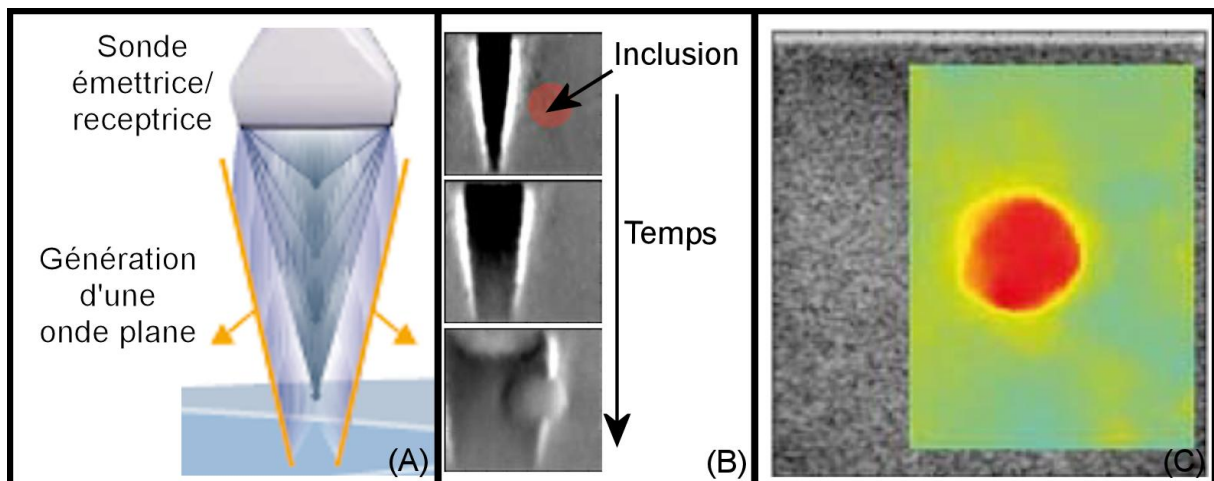 Sonde
émettrice/
receptrice
Génération
d'une
onde plane
(A)
Inclusion
Temps
(B)
(C)